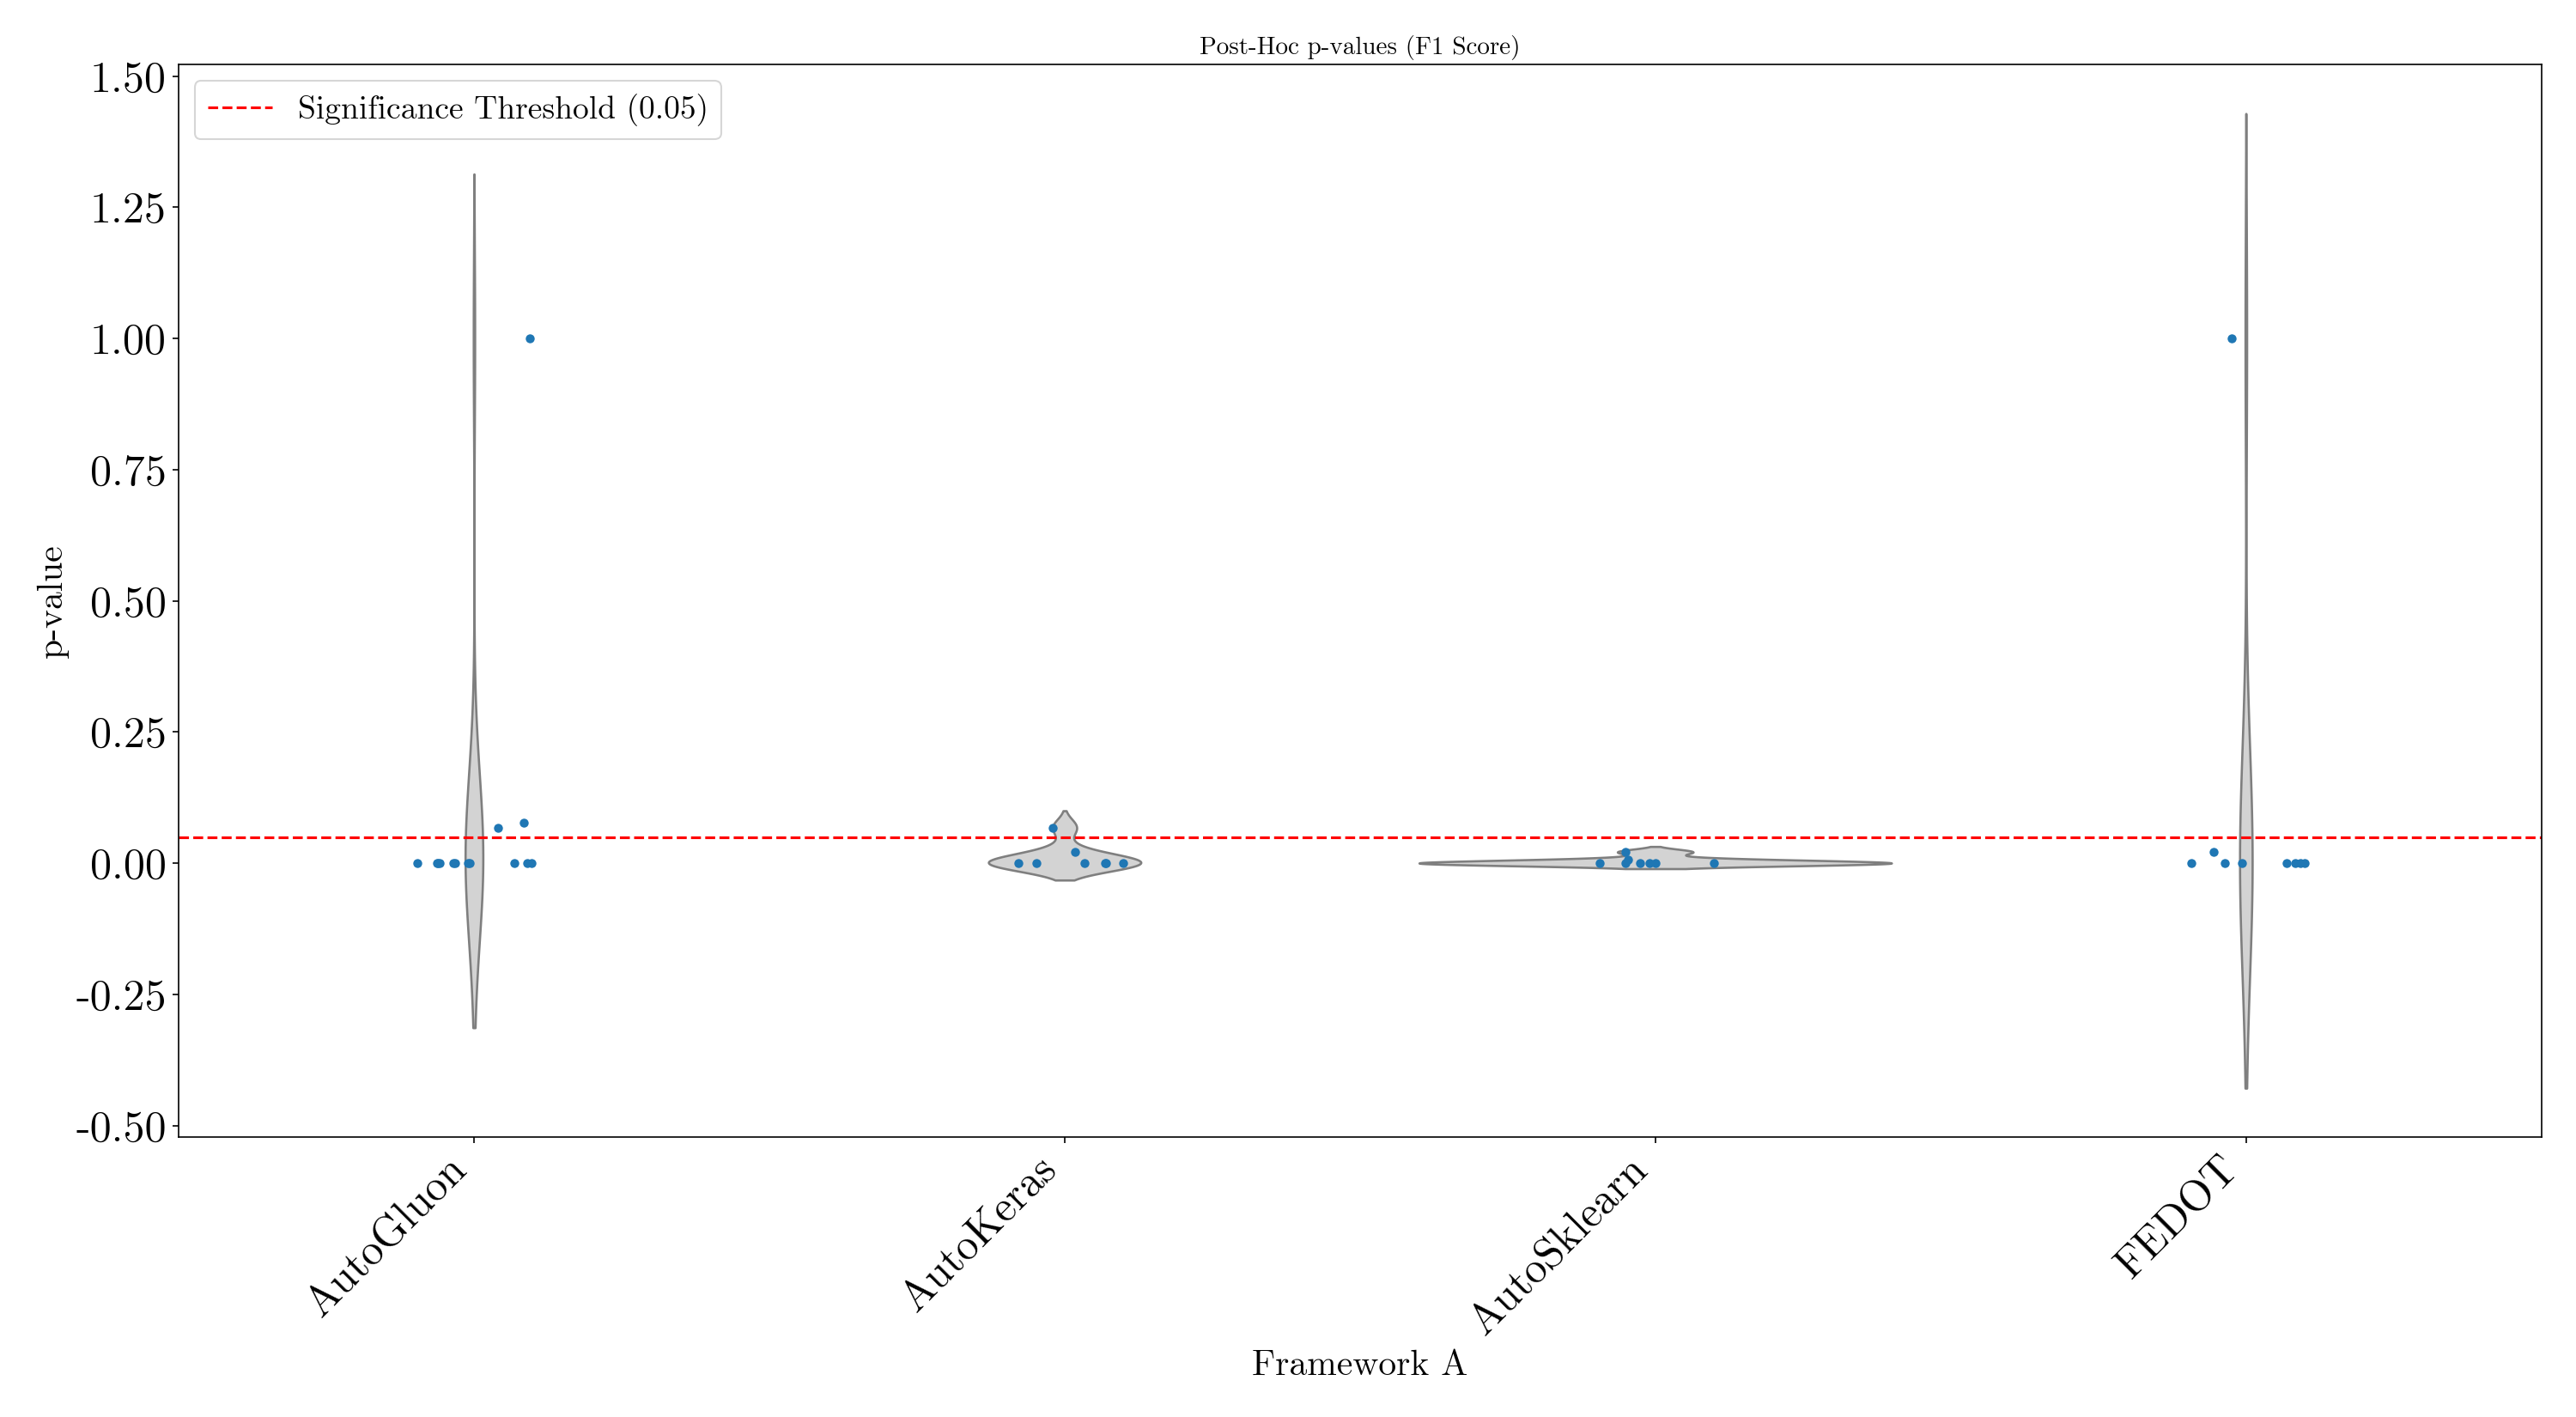 Post-Hoc p-values (F1 Score)
Significance Threshold (0.05)
1.50
1.25
1.00
0.75
0.50
0.25
0.00
-0.25
-0.50
p-value
AutoGluon
AutoKeras
AutoSklearn
FEDOT
Framework A